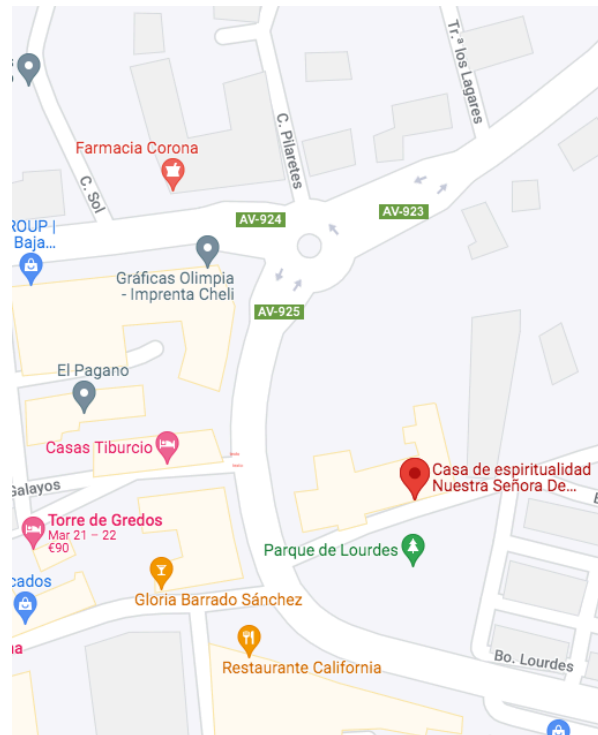 Tr.ª los Lagares
C. Pilaretes
Farmacia Corona
C. Sol
AV-924
AV-923
ROUP |
Baja...
Gráficas Olimpia
- Imprenta Cheli
AV-925
El Pagano
Casas Tiburcio
Casa de espiritualidad
Nuestra Señora De...
Galayos
Torre de Gredos
Mar 21 – 22
€90
Parque de Lourdes
cados
Gloria Barrado Sánchez
Restaurante California
Bo. Lourdes